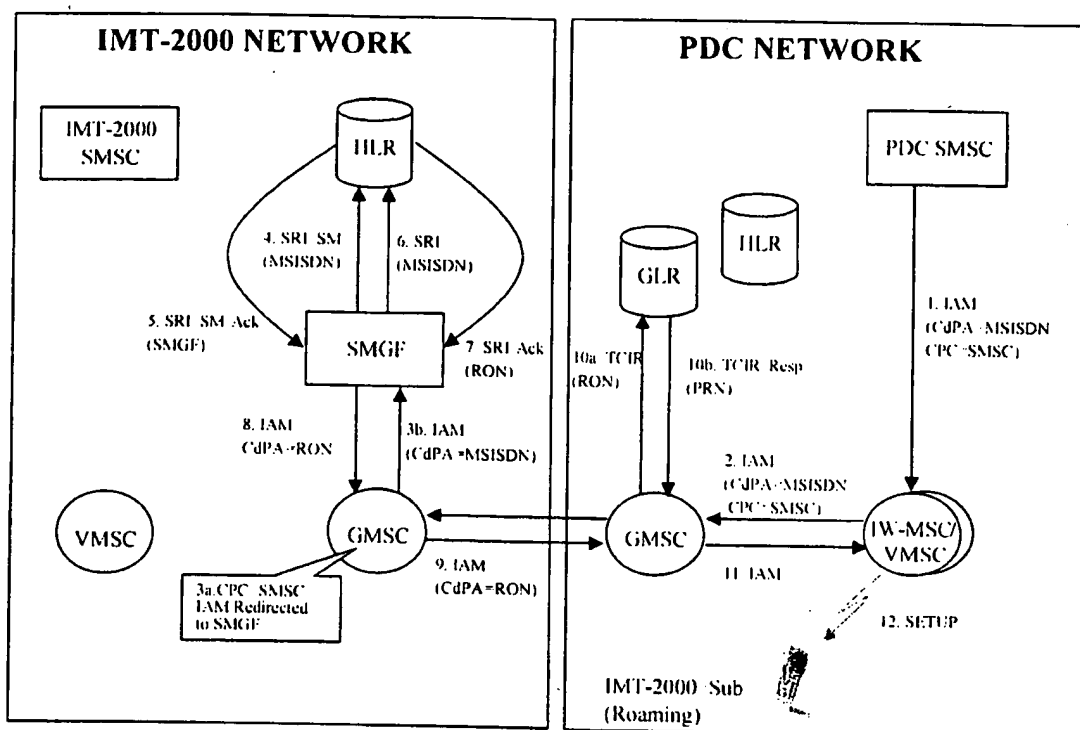 IMT-2000 NETWORK
IMT-2000
SMSC
HLR
4. SRI SM
(MSISDN)
6. SRI
(MSISDN)
5. SRI SM Ack
(SMGF)
SMGF
7 SRI Ack
(RON)
8. IAM
CdPA=RON
3b. IAM
(CdPA=MSISDN)
VMSC
GMSC
3a.CPC SMSC
IAM Redirected
to SMGF
9. IAM
(CdPA=RON)
PDC NETWORK
PDC SMSC
HLR
GLR
1. IAM
(CdPA=MSISDN
CPC=SMSC)
10a TCIR
(RON)
10b. TCIR Resp
(PRN)
2. IAM
(CdPA=MSISDN
CPC=SMSC)
GMSC
IW-MSC/
VMSC
11. IAM
12. SETUP
IMT-2000 Sub
(Roaming)